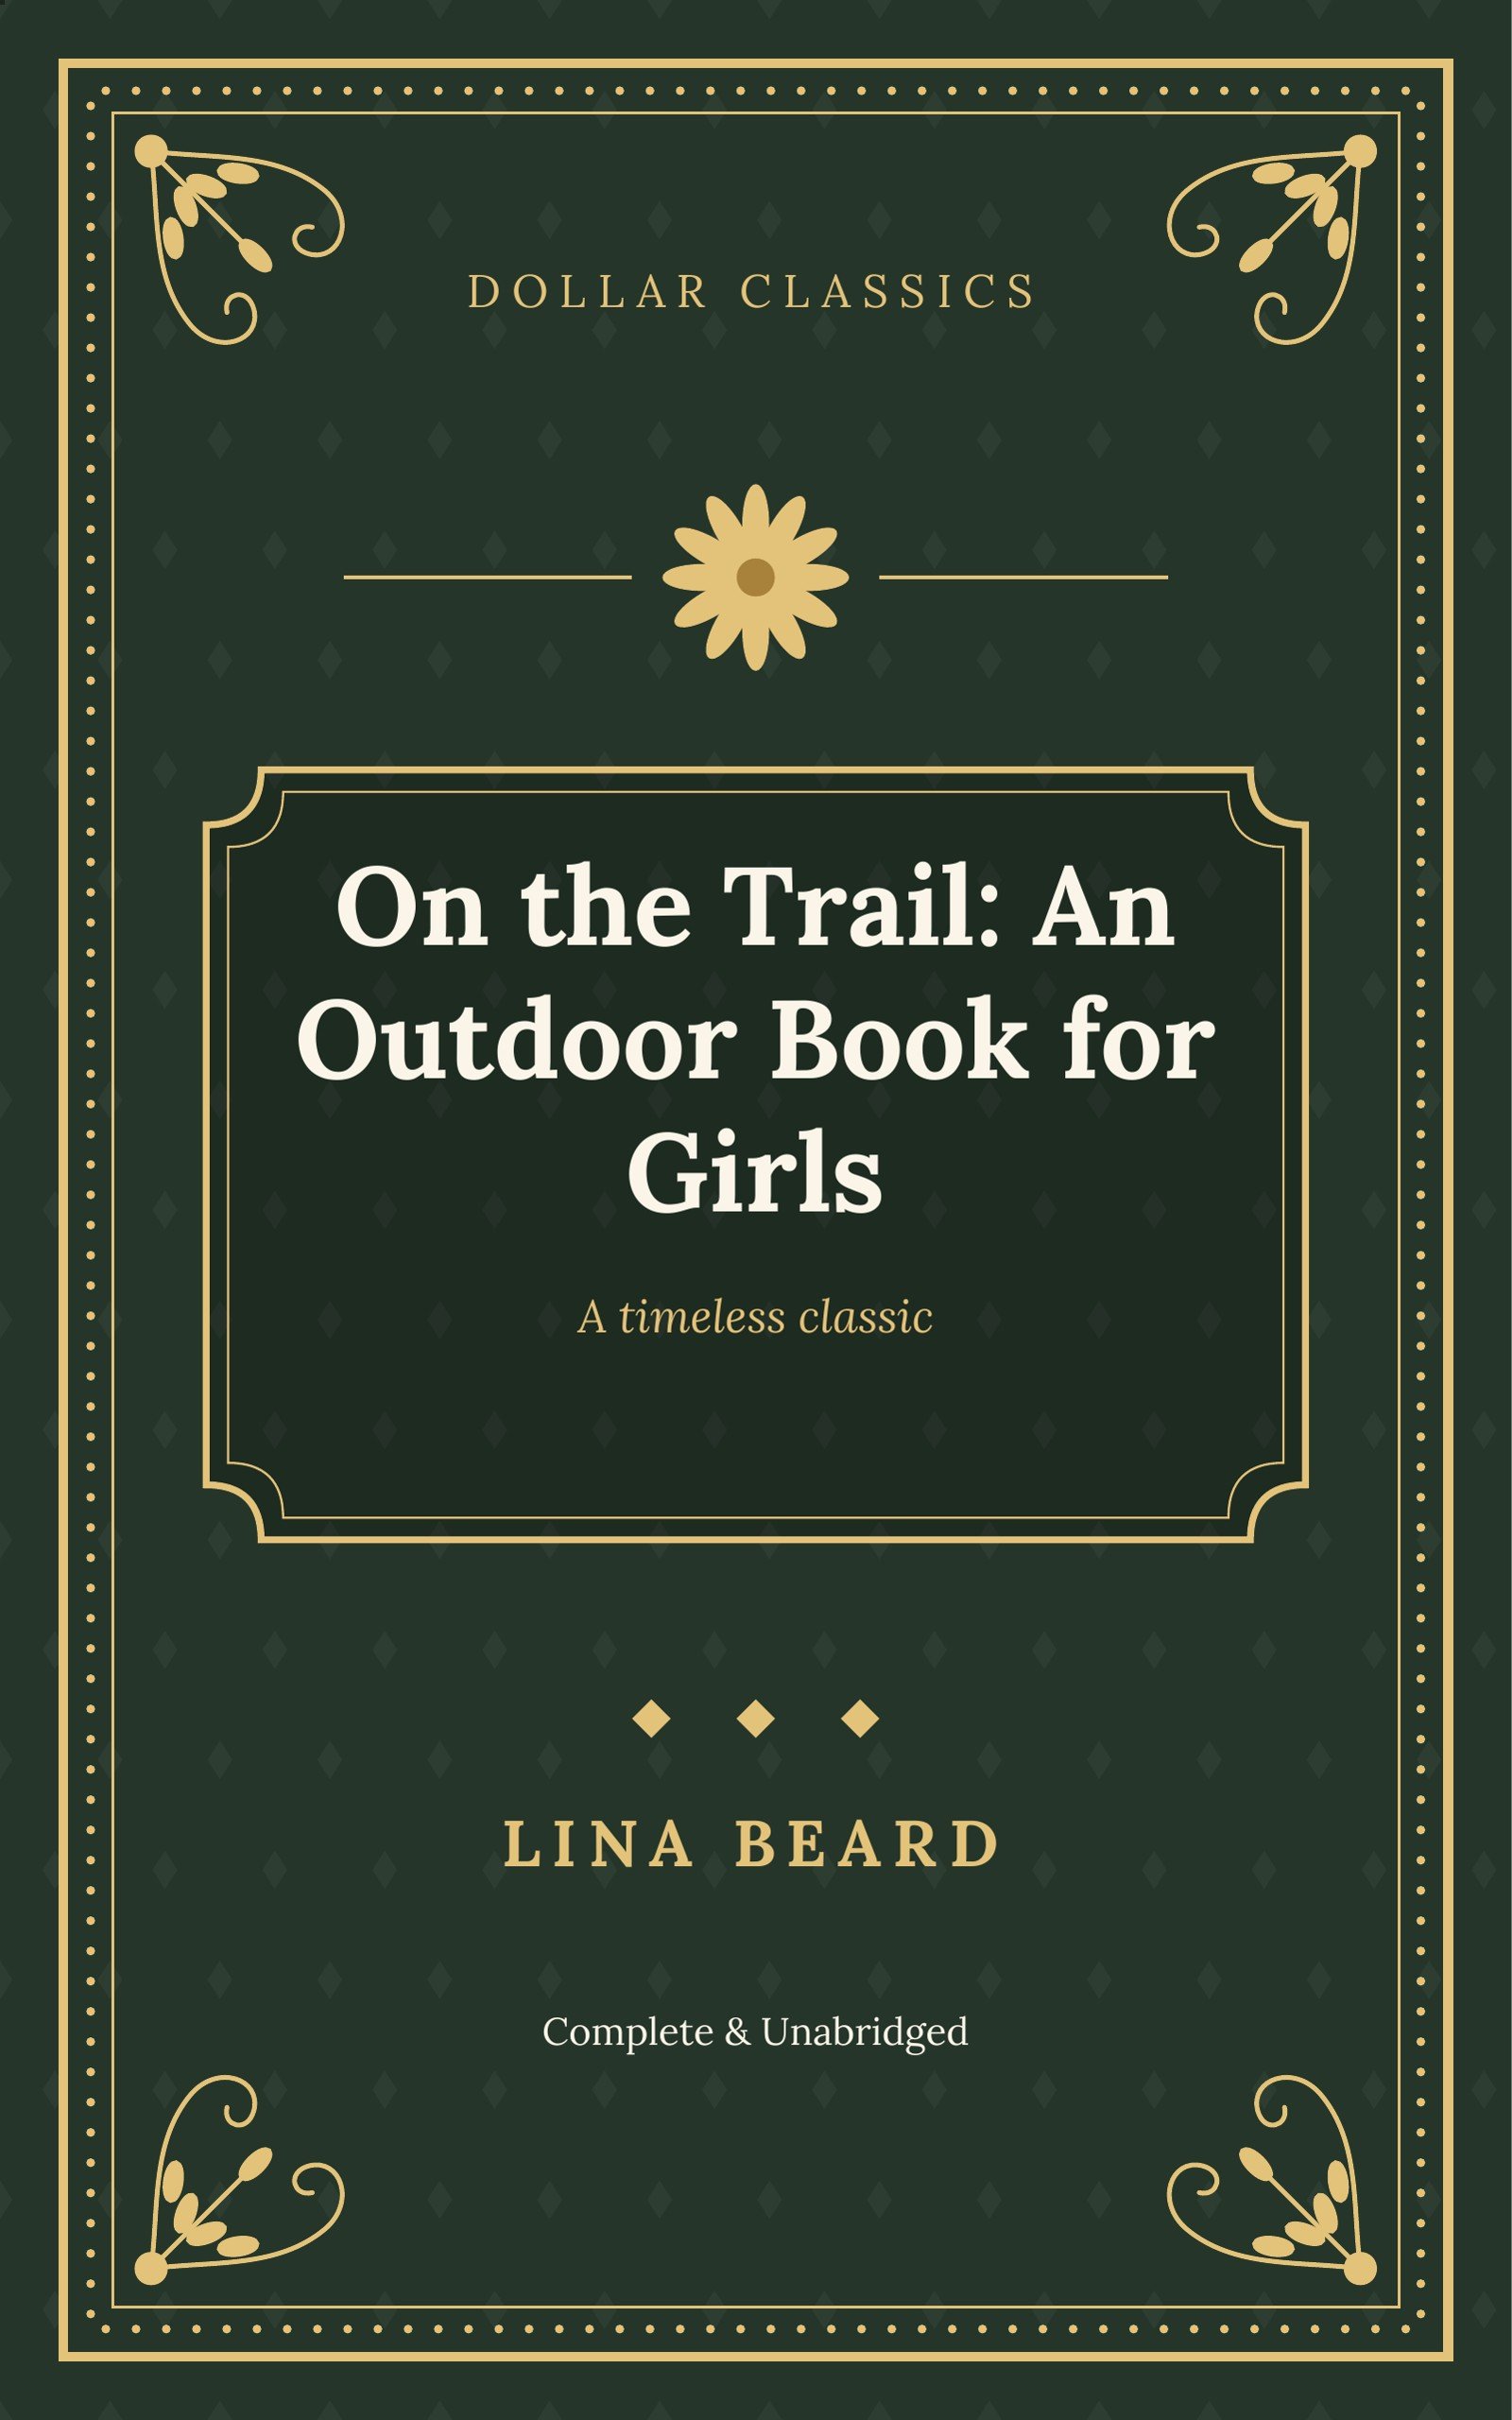 DOLLAR CLASSICS
On the Trail: An
Outdoor Book for
Girls
A timeless classic
LINA BEARD
Complete & Unabridged